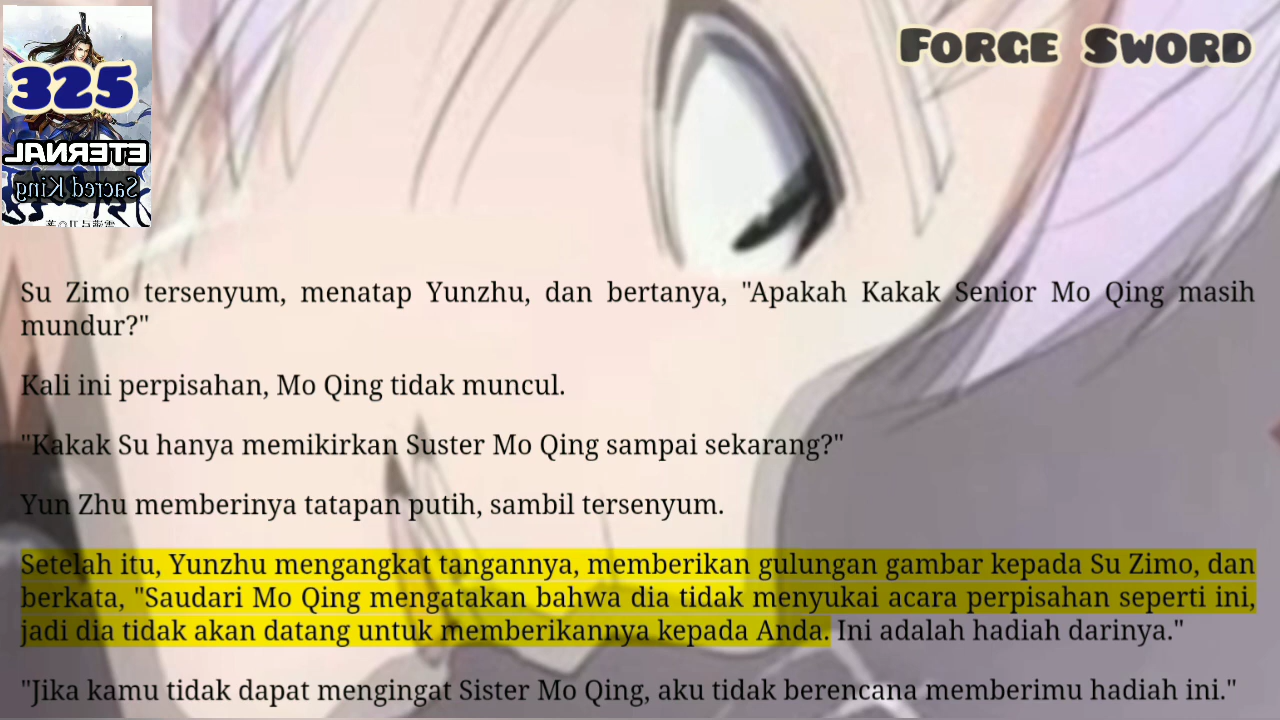 325
FORGE SWORD
ETERNAL
Sacred King
Su Zimo tersenyum, menatap Yunzhu, dan bertanya, "Apakah Kakak Senior Mo Qing masih
mundur?"
Kali ini perpisahan, Mo Qing tidak muncul.
"Kakak Su hanya memikirkan Suster Mo Qing sampai sekarang?"
Yun Zhu memberinya tatapan putih, sambil tersenyum.
Setelah itu, Yunzhu mengangkat tangannya, memberikan gulungan gambar kepada Su Zimo, dan
berkata, "Saudari Mo Qing mengatakan bahwa dia tidak menyukai acara perpisahan seperti ini,
jadi dia tidak akan datang untuk memberikannya kepada Anda. Ini adalah hadiah darinya."
"Jika kamu tidak dapat mengingat Sister Mo Qing, aku tidak berencana memberimu hadiah ini."